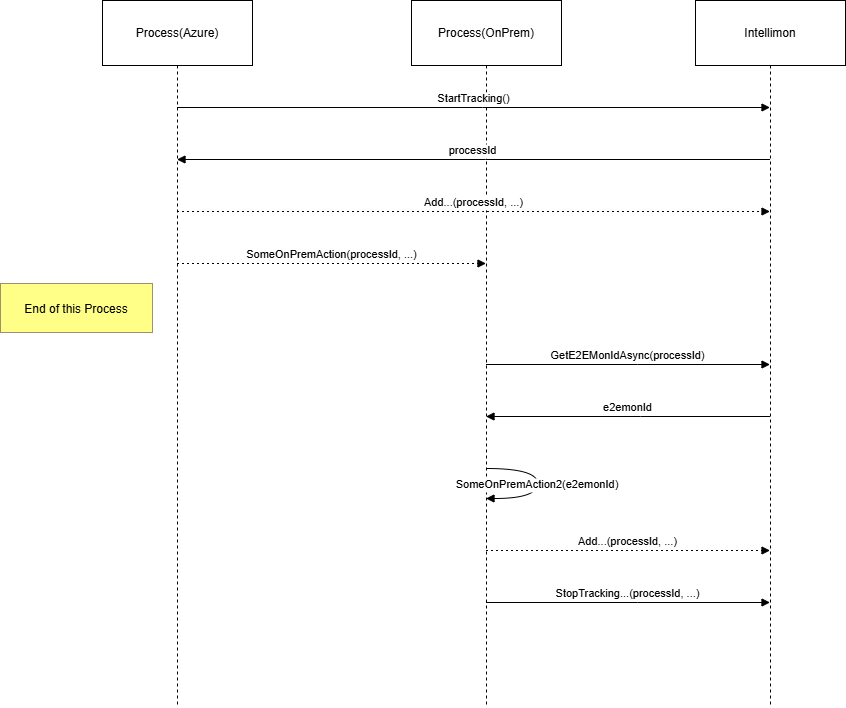 Process(Azure)
Process(OnPrem)
Intellimon
StartTracking()
processId
Add...(processId, ...)
SomeOnPremAction(processId, ...)
End of this Process
GetE2EMonIdAsync(processId)
e2emonId
SomeOnPremAction2(e2emonId)
Add...(processId, ...)
StopTracking...(processId, ...)